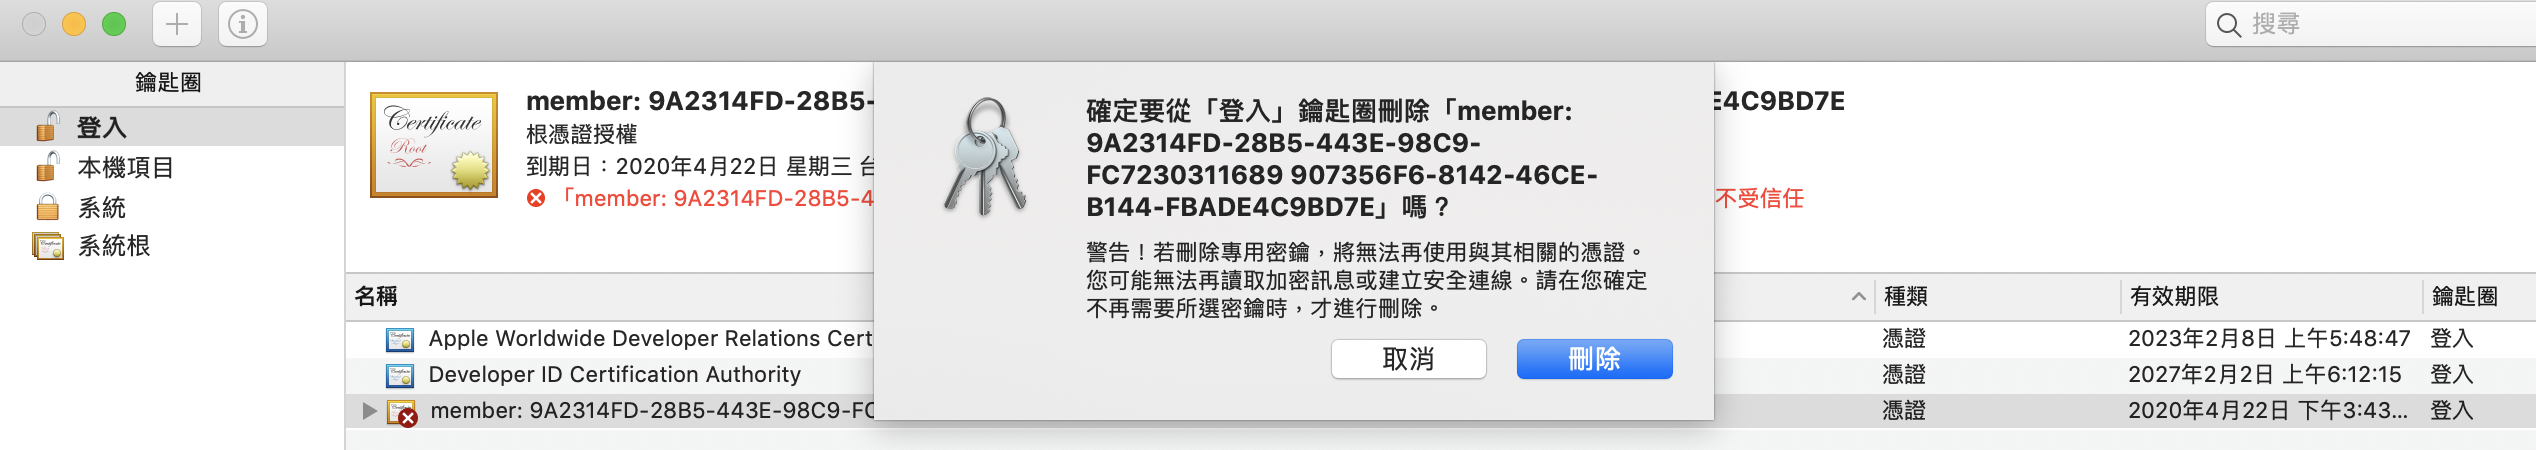 搜尋
鑰匙圈
登入
本機項目
系統
系統根
Certificate
Root
member: 9A2314FD-28B5-
E4C9BD7E
根憑證授權
到期日：2020年4月22日 星期三 台
「member: 9A2314FD-28B5-4
不受信任
確定要從「登入」鑰匙圈刪除「member:
9A2314FD-28B5-443E-98C9-
FC7230311689 907356F6-8142-46CE-
B144-FBADE4C9BD7E」嗎？
警告！若刪除專用密鑰，將無法再使用與其相關的憑證。
您可能無法再讀取加密訊息或建立安全連線。請在您確定
不再需要所選密鑰時，才進行刪除。
取消
刪除
名稱 種類 有效期限 鑰匙圈
Apple Worldwide Developer Relations Cert 憑證 2023年2月8日 上午5:48:47 登入
Developer ID Certification Authority 憑證 2027年2月2日 上午6:12:15 登入
member: 9A2314FD-28B5-443E-98C9-FC 憑證 2020年4月22日 下午3:43... 登入